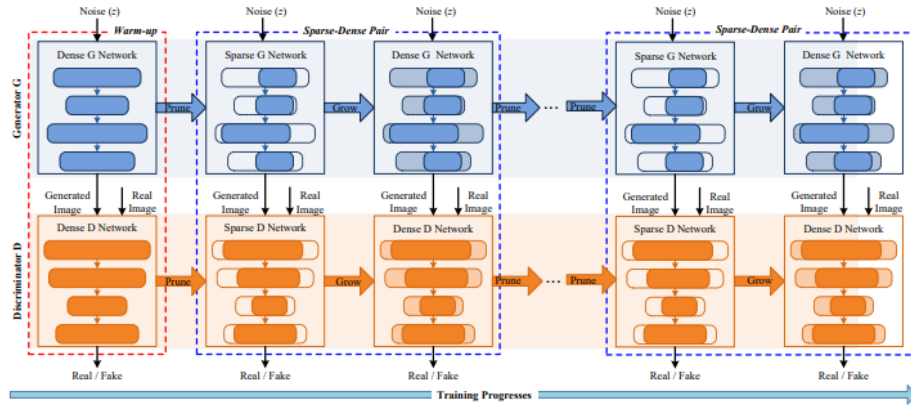 Noise (z)
Noise (z)
Noise (z)
Noise (z)
Noise (z)
Warm-up
Sparse-Dense Pair
Sparse-Dense Pair
Generator G
Dense G Network
Sparse G Network
Dense G Network
Sparse G Network
Dense G Network
Prune
Grow
Prune
...
Prune
Grow
Generated
Image
Real
Image
Generated
Image
Real
Image
Generated
Image
Real
Image
Generated
Image
Real
Image
Generated
Image
Real
Image
Discriminator D
Dense D Network
Sparse D Network
Dense D Network
Sparse D Network
Dense D Network
Prune
Grow
Prune
...
Prune
Grow
Real / Fake
Real / Fake
Real / Fake
Real / Fake
Real / Fake
Training Progresses